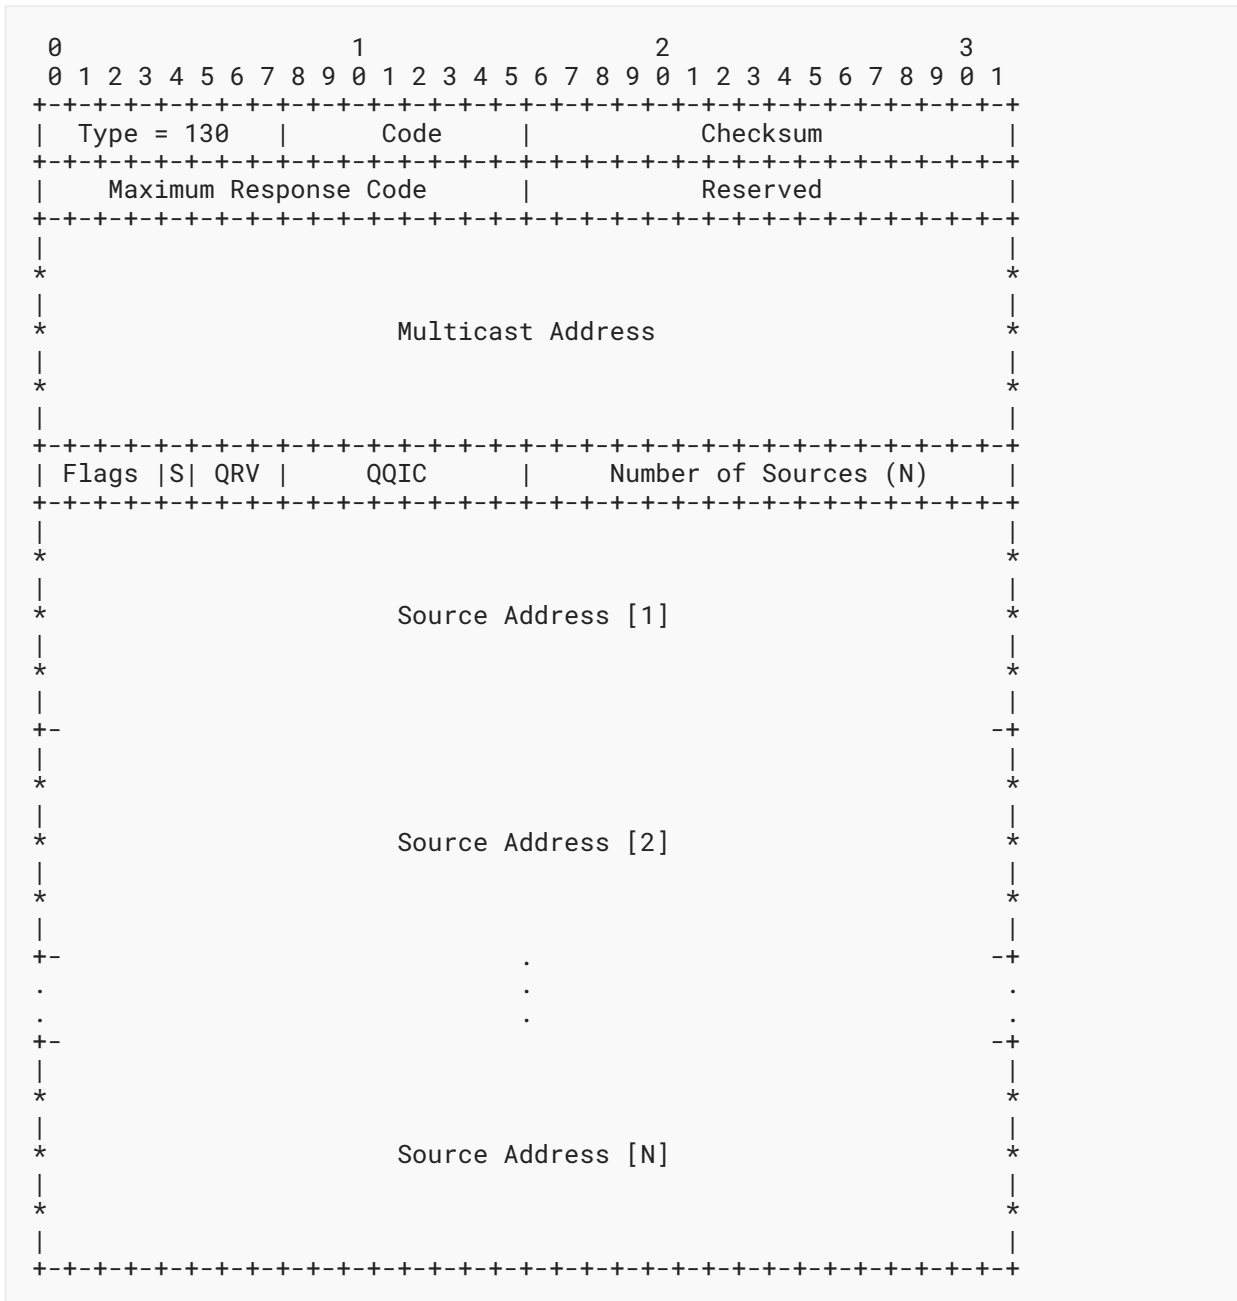 0                   1                   2                   3
 0 1 2 3 4 5 6 7 8 9 0 1 2 3 4 5 6 7 8 9 0 1 2 3 4 5 6 7 8 9 0 1
+-+-+-+-+-+-+-+-+-+-+-+-+-+-+-+-+-+-+-+-+-+-+-+-+-+-+-+-+-+-+-+-+
|  Type = 130   |      Code     |           Checksum            |
+-+-+-+-+-+-+-+-+-+-+-+-+-+-+-+-+-+-+-+-+-+-+-+-+-+-+-+-+-+-+-+-+
|    Maximum Response Code      |           Reserved            |
+-+-+-+-+-+-+-+-+-+-+-+-+-+-+-+-+-+-+-+-+-+-+-+-+-+-+-+-+-+-+-+-+
|                                                               |
*                                                               *
|                                                               |
*                       Multicast Address                       *
|                                                               |
*                                                               *
|                                                               |
+-+-+-+-+-+-+-+-+-+-+-+-+-+-+-+-+-+-+-+-+-+-+-+-+-+-+-+-+-+-+-+-+
| Flags |S| QRV |     QQIC      |     Number of Sources (N)     |
+-+-+-+-+-+-+-+-+-+-+-+-+-+-+-+-+-+-+-+-+-+-+-+-+-+-+-+-+-+-+-+-+
|                                                               |
*                                                               *
|                                                               |
*                       Source Address [1]                      *
|                                                               |
*                                                               *
|                                                               |
+-                                                             -+
|                                                               |
*                                                               *
|                                                               |
*                       Source Address [2]                      *
|                                                               |
*                                                               *
|                                                               |
+-                              .                              -+
.                               .                               .
.                               .                               .
+-                                                             -+
|                                                               |
*                                                               *
|                                                               |
*                       Source Address [N]                      *
|                                                               |
*                                                               *
|                                                               |
+-+-+-+-+-+-+-+-+-+-+-+-+-+-+-+-+-+-+-+-+-+-+-+-+-+-+-+-+-+-+-+-+